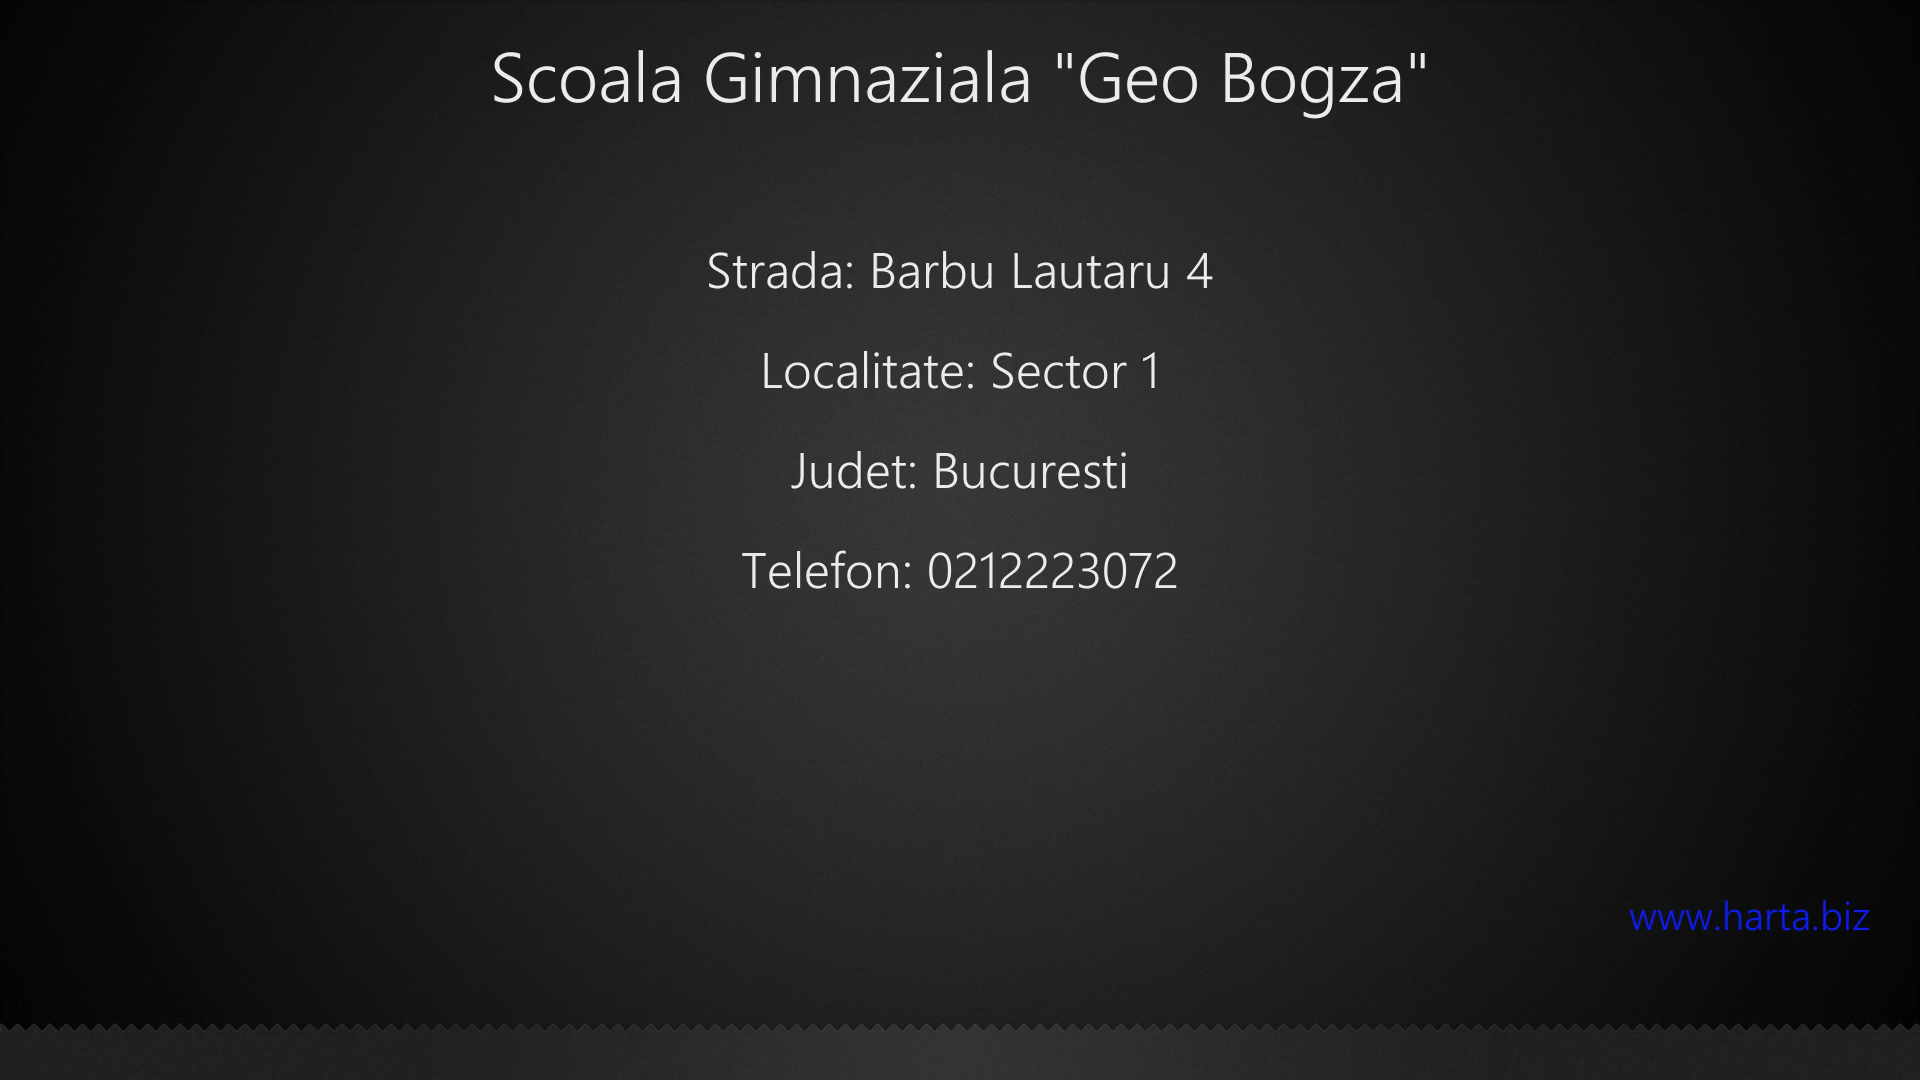 Scoala Gimnaziala "Geo Bogza"
Strada: Barbu Lautaru 4
Localitate: Sector 1
Judet: Bucuresti
Telefon: 0212223072
www.harta.biz